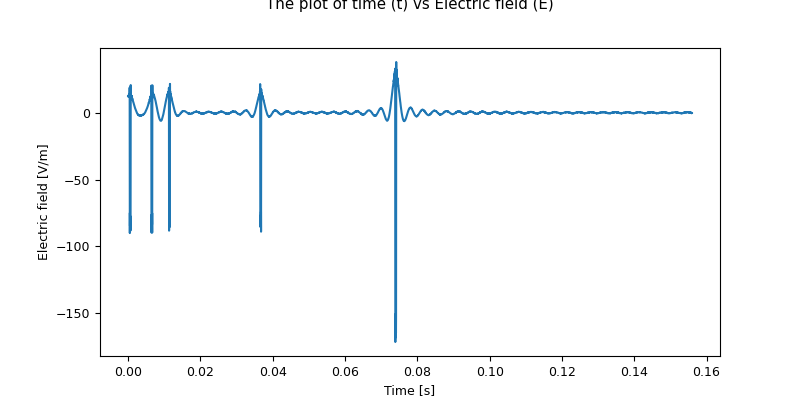 The plot of time (t) vs Electric field (E)
0
−50
−100
−150
Electric field [V/m]
0.00 0.02 0.04 0.06 0.08 0.10 0.12 0.14 0.16
Time [s]